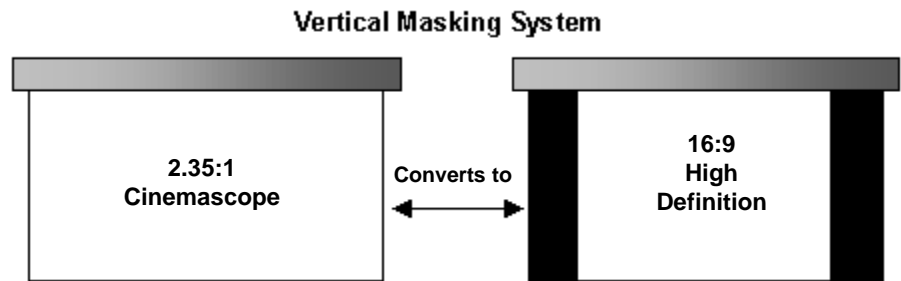 Vertical Masking System
2.35:1
Cinemascope
Converts to
16:9
High
Definition